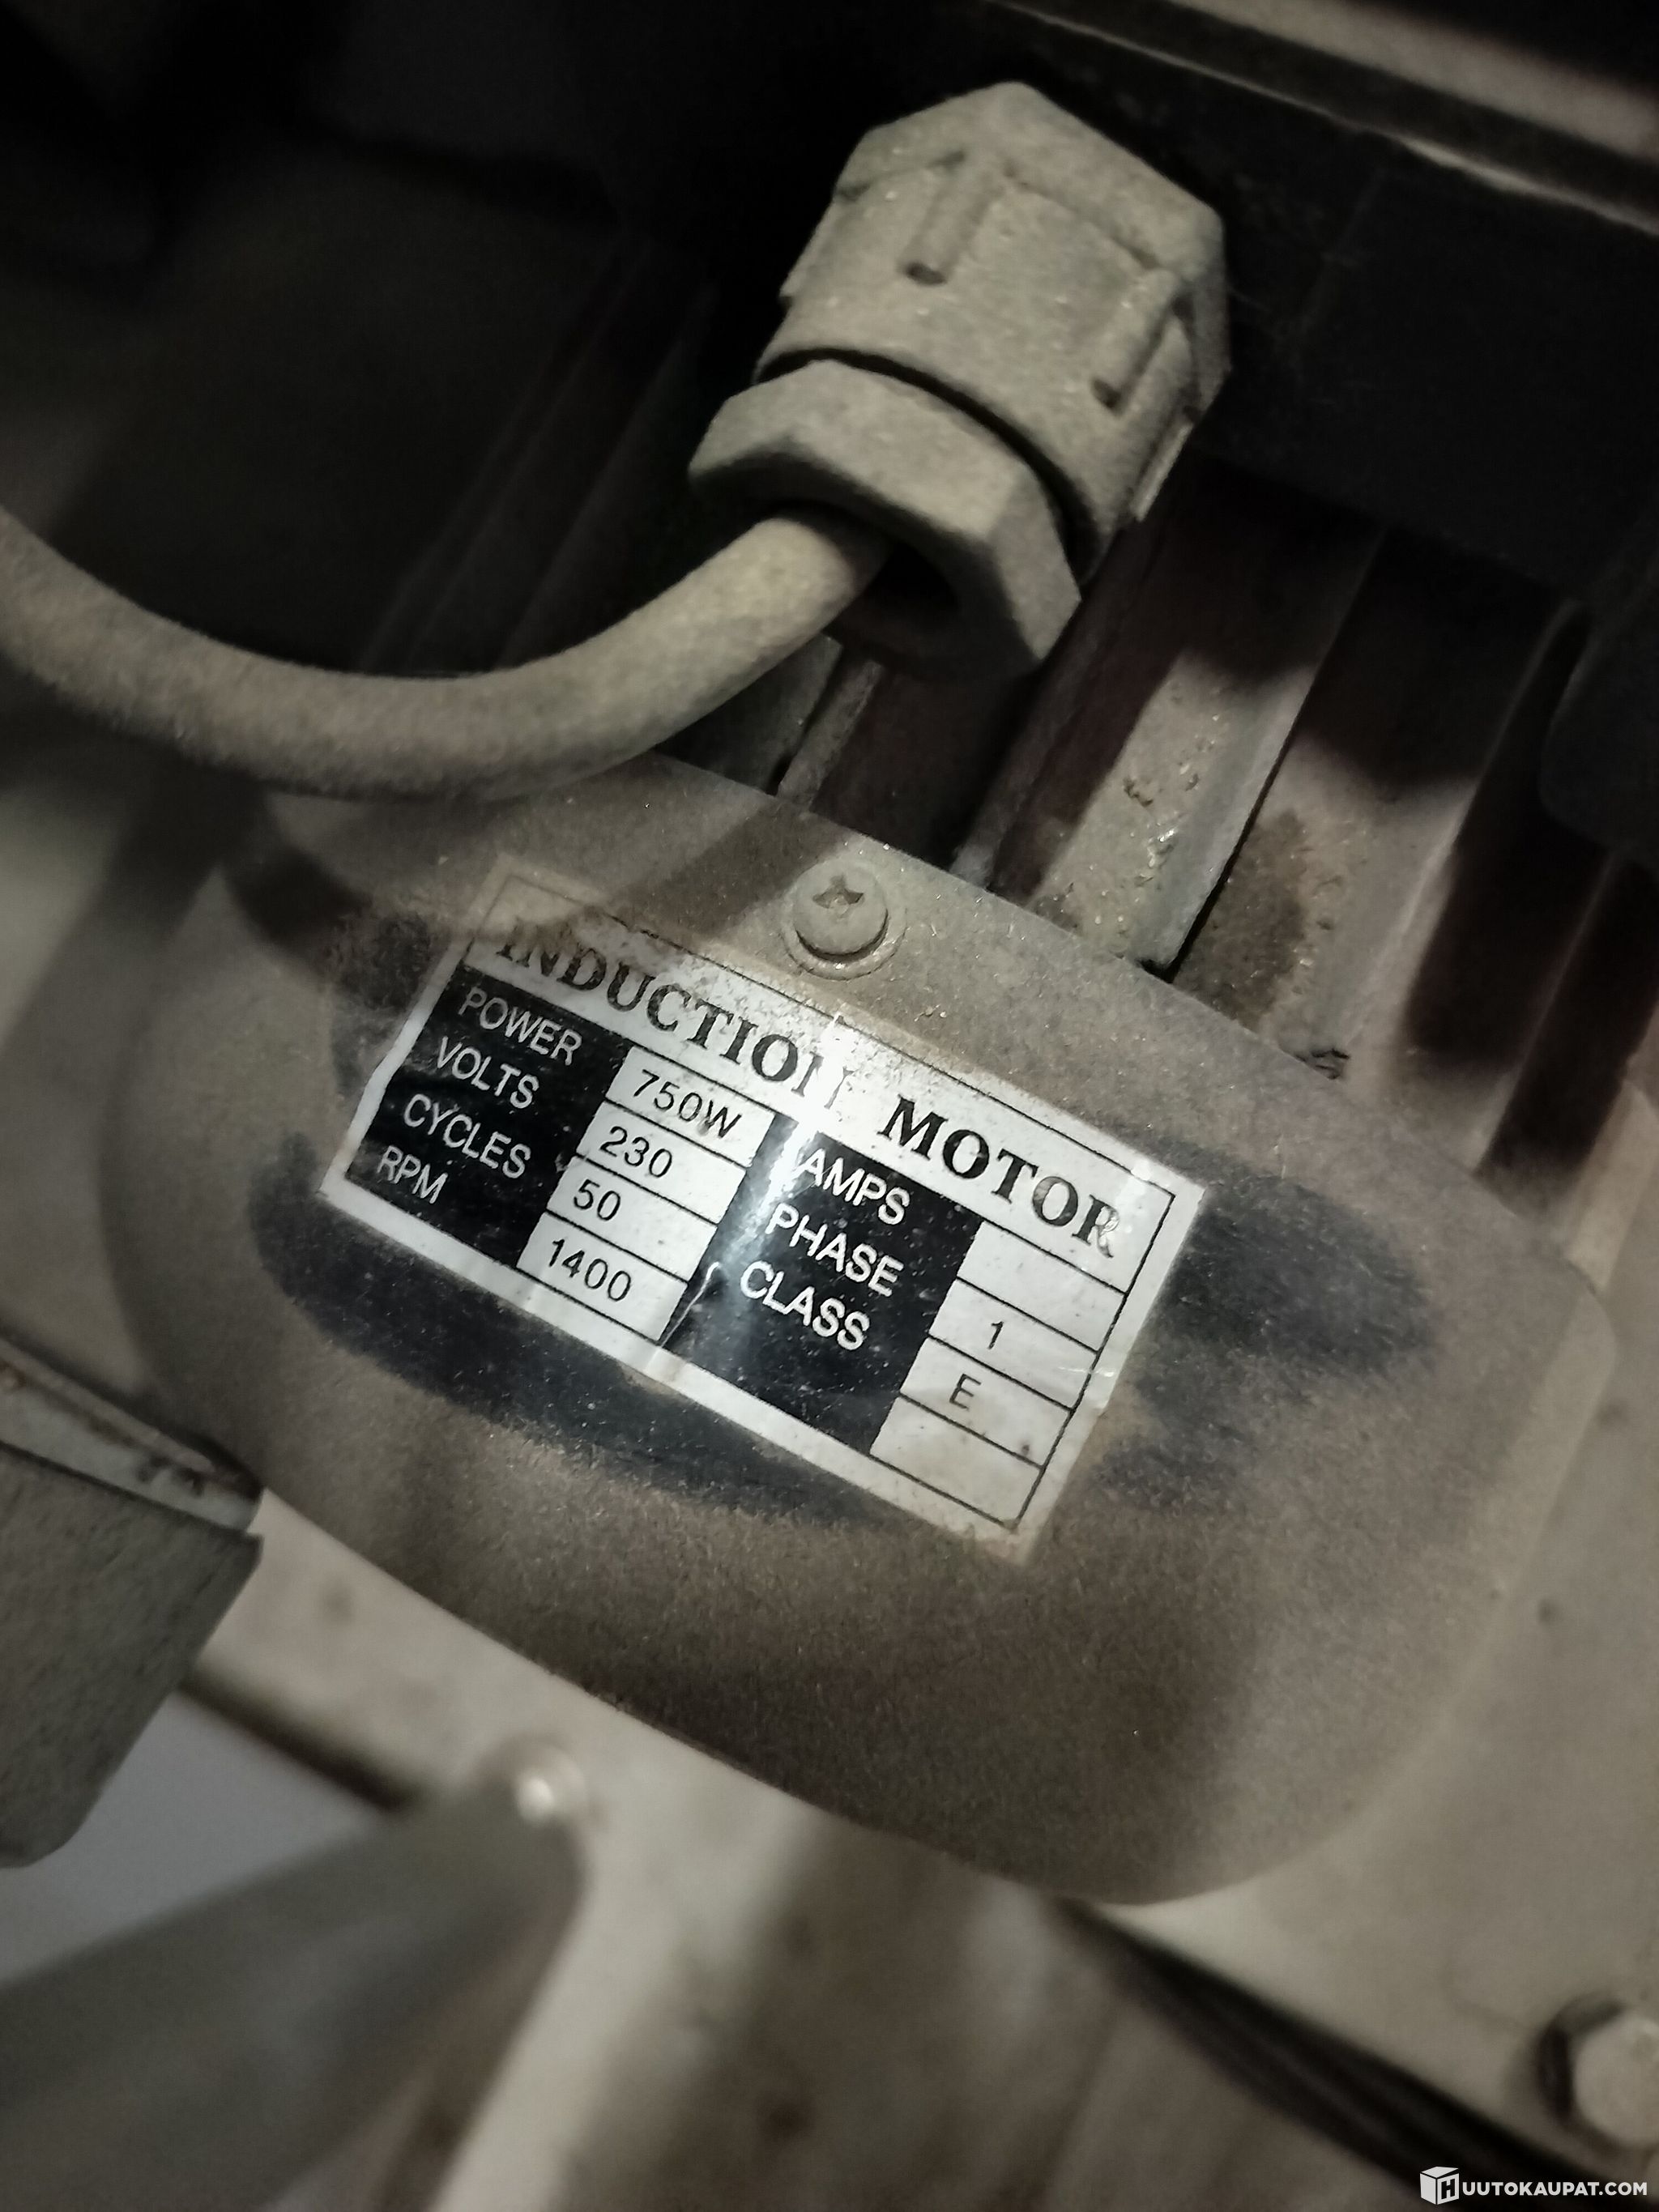 INDUCTION MOTOR
POWER 750W AMPS
VOLTS 230 PHASE 1
CYCLES 50 CLASS E
RPM 1400
HUUTOKAUPAT.COM